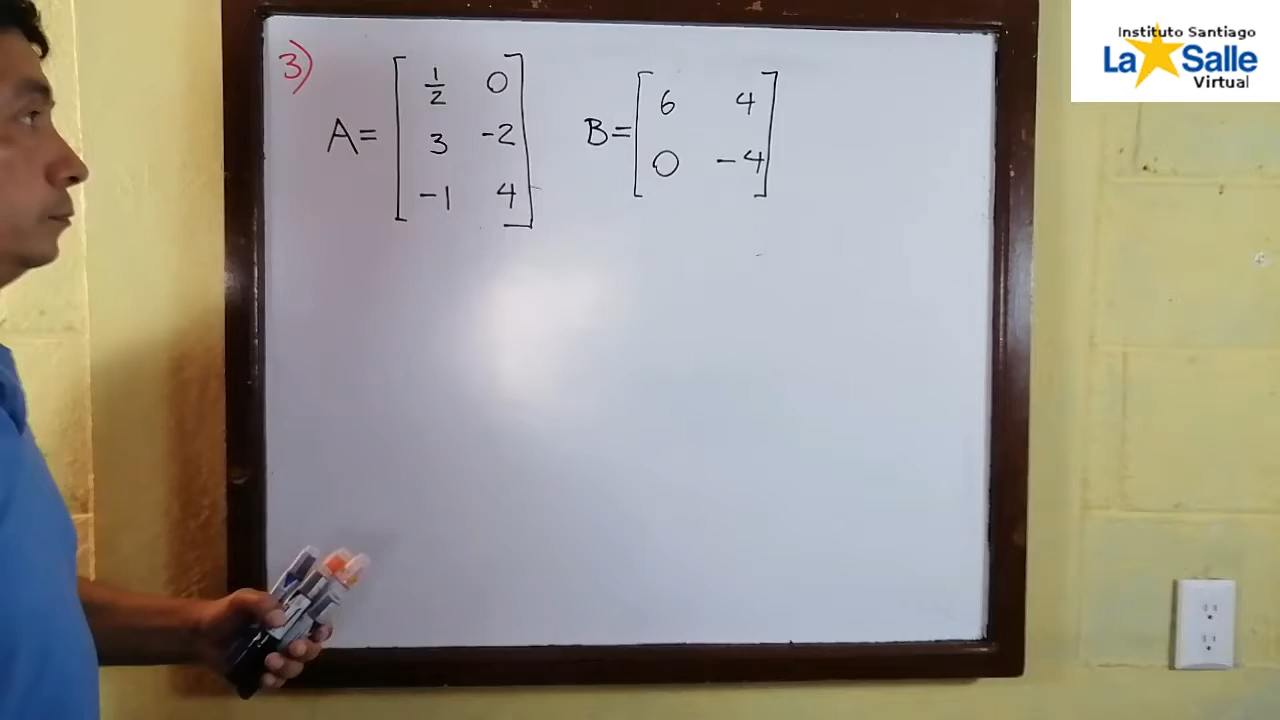 Instituto Santiago
La Salle
Virtual
3)
A = [ 1/2 0
3 -2
-1 4 ]
B = [ 6 4
0 -4 ]